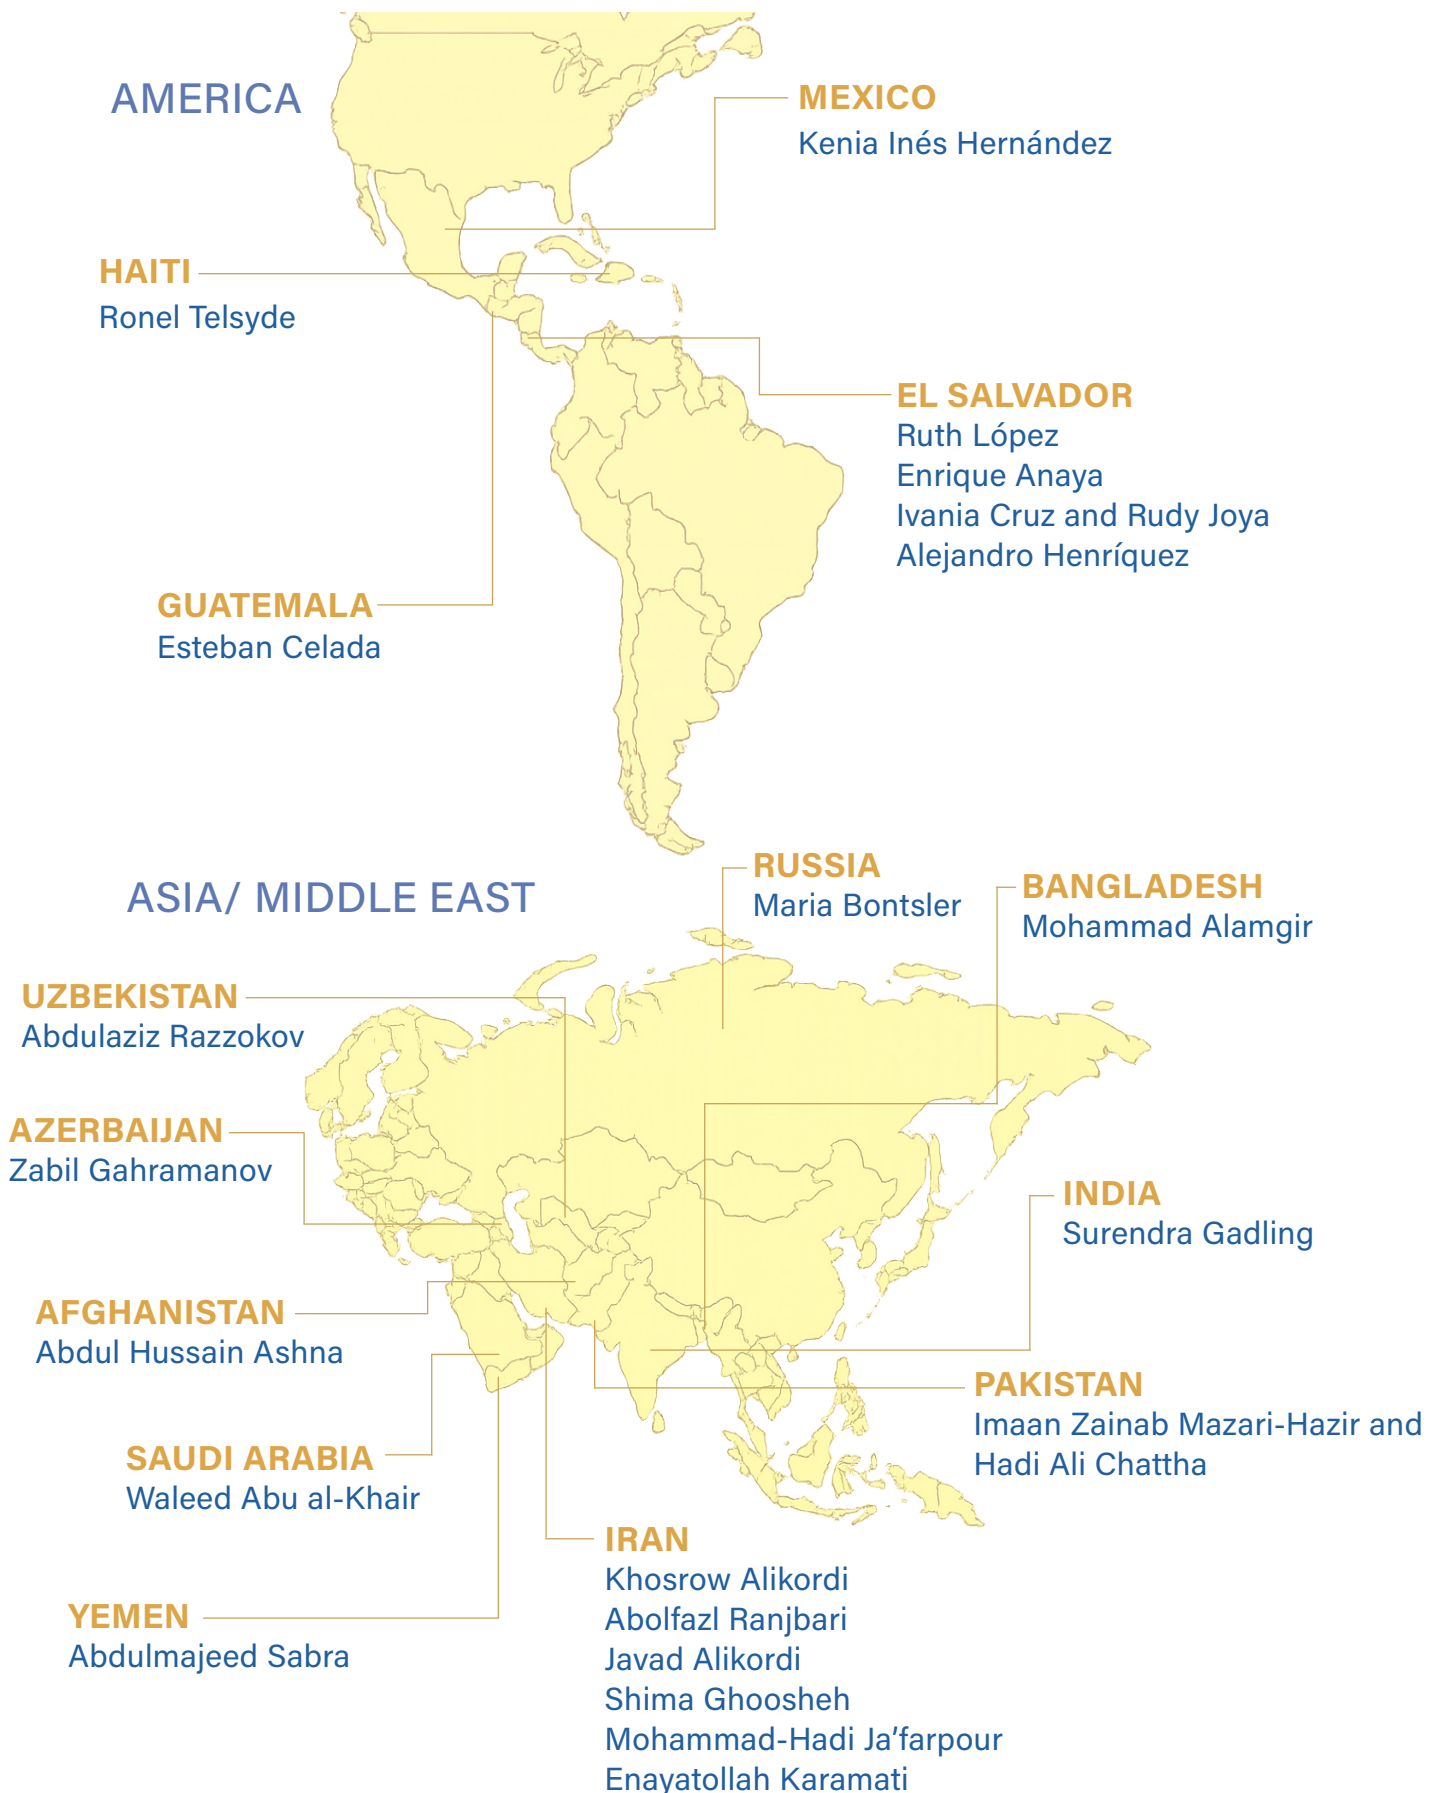 AMERICA
MEXICO
Kenia Inés Hernández
HAITI
Ronel Telsyde
EL SALVADOR
Ruth López
Enrique Anaya
Ivania Cruz and Rudy Joya
Alejandro Henríquez
GUATEMALA
Esteban Celada
ASIA/ MIDDLE EAST
RUSSIA
Maria Bontsler
BANGLADESH
Mohammad Alamgir
UZBEKISTAN
Abdulaziz Razzokov
AZERBAIJAN
Zabil Gahramanov
INDIA
Surendra Gadling
AFGHANISTAN
Abdul Hussain Ashna
PAKISTAN
Imaan Zainab Mazari-Hazir and
Hadi Ali Chattha
SAUDI ARABIA
Waleed Abu al-Khair
IRAN
Khosrow Alikordi
Abolfazl Ranjbari
Javad Alikordi
Shima Ghoosheh
Mohammad-Hadi Ja’farpour
Enayatollah Karamati
YEMEN
Abdulmajeed Sabra